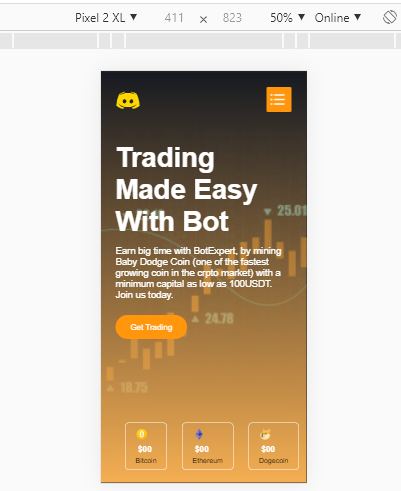 Pixel 2 XL ▼ 411 × 823 50% ▼ Online ▼
Trading
Made Easy
With Bot
▼ 25.01
Earn big time with BotExpert, by mining
Baby Dodge Coin (one of the fastest
growing coin in the crpto market) with a
minimum capital as low as 100USDT.
Join us today.
Get Trading
▲ 24.78
▲ 18.75
$00 $00 $00
Bitcoin Ethereum Dogecoin